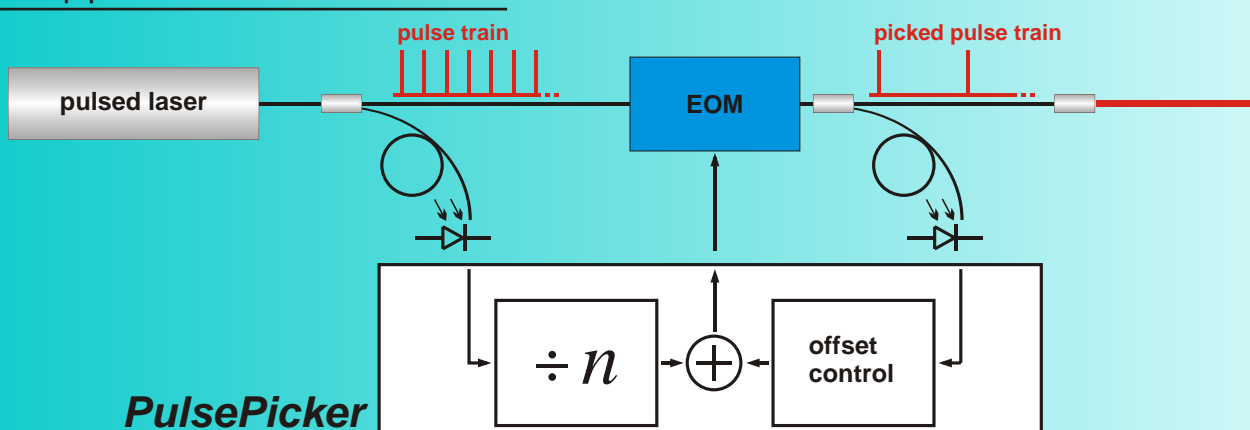 pulse train
picked pulse train
pulsed laser
EOM
÷ n
+
offset
control
PulsePicker